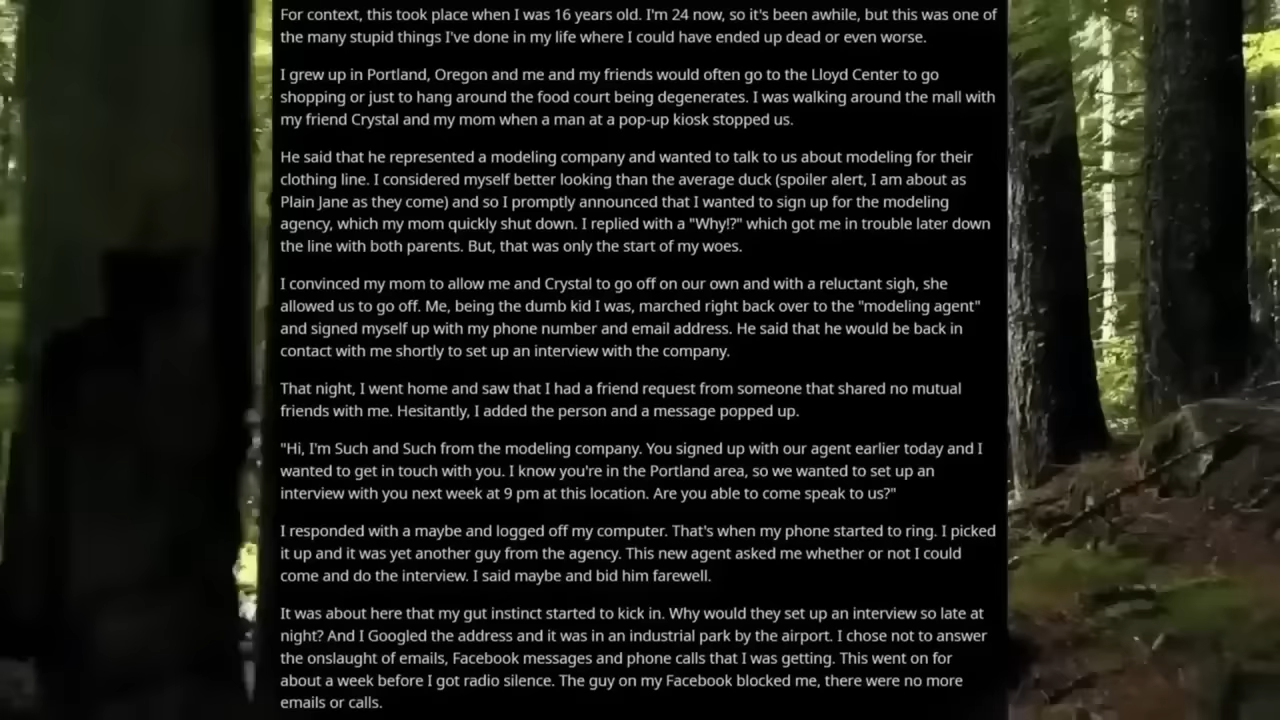 For context, this took place when I was 16 years old. I'm 24 now, so it's been awhile, but this was one of
the many stupid things I've done in my life where I could have ended up dead or even worse.
I grew up in Portland, Oregon and me and my friends would often go to the Lloyd Center to go
shopping or just to hang around the food court being degenerates. I was walking around the mall with
my friend Crystal and my mom when a man at a pop-up kiosk stopped us.
He said that he represented a modeling company and wanted to talk to us about modeling for their
clothing line. I considered myself better looking than the average duck (spoiler alert, I am about as
Plain Jane as they come) and so I promptly announced that I wanted to sign up for the modeling
agency, which my mom quickly shut down. I replied with a "Why!?" which got me in trouble later down
the line with both parents. But, that was only the start of my woes.
I convinced my mom to allow me and Crystal to go off on our own and with a reluctant sigh, she
allowed us to go off. Me, being the dumb kid I was, marched right back over to the "modeling agent"
and signed myself up with my phone number and email address. He said that he would be back in
contact with me shortly to set up an interview with the company.
That night, I went home and saw that I had a friend request from someone that shared no mutual
friends with me. Hesitantly, I added the person and a message popped up.
"Hi, I'm Such and Such from the modeling company. You signed up with our agent earlier today and I
wanted to get in touch with you. I know you're in the Portland area, so we wanted to set up an
interview with you next week at 9 pm at this location. Are you able to come speak to us?"
I responded with a maybe and logged off my computer. That's when my phone started to ring. I picked
it up and it was yet another guy from the agency. This new agent asked me whether or not I could
come and do the interview. I said maybe and bid him farewell.
It was about here that my gut instinct started to kick in. Why would they set up an interview so late at
night? And I Googled the address and it was in an industrial park by the airport. I chose not to answer
the onslaught of emails, Facebook messages and phone calls that I was getting. This went on for
about a week before I got radio silence. The guy on my Facebook blocked me, there were no more
emails or calls.